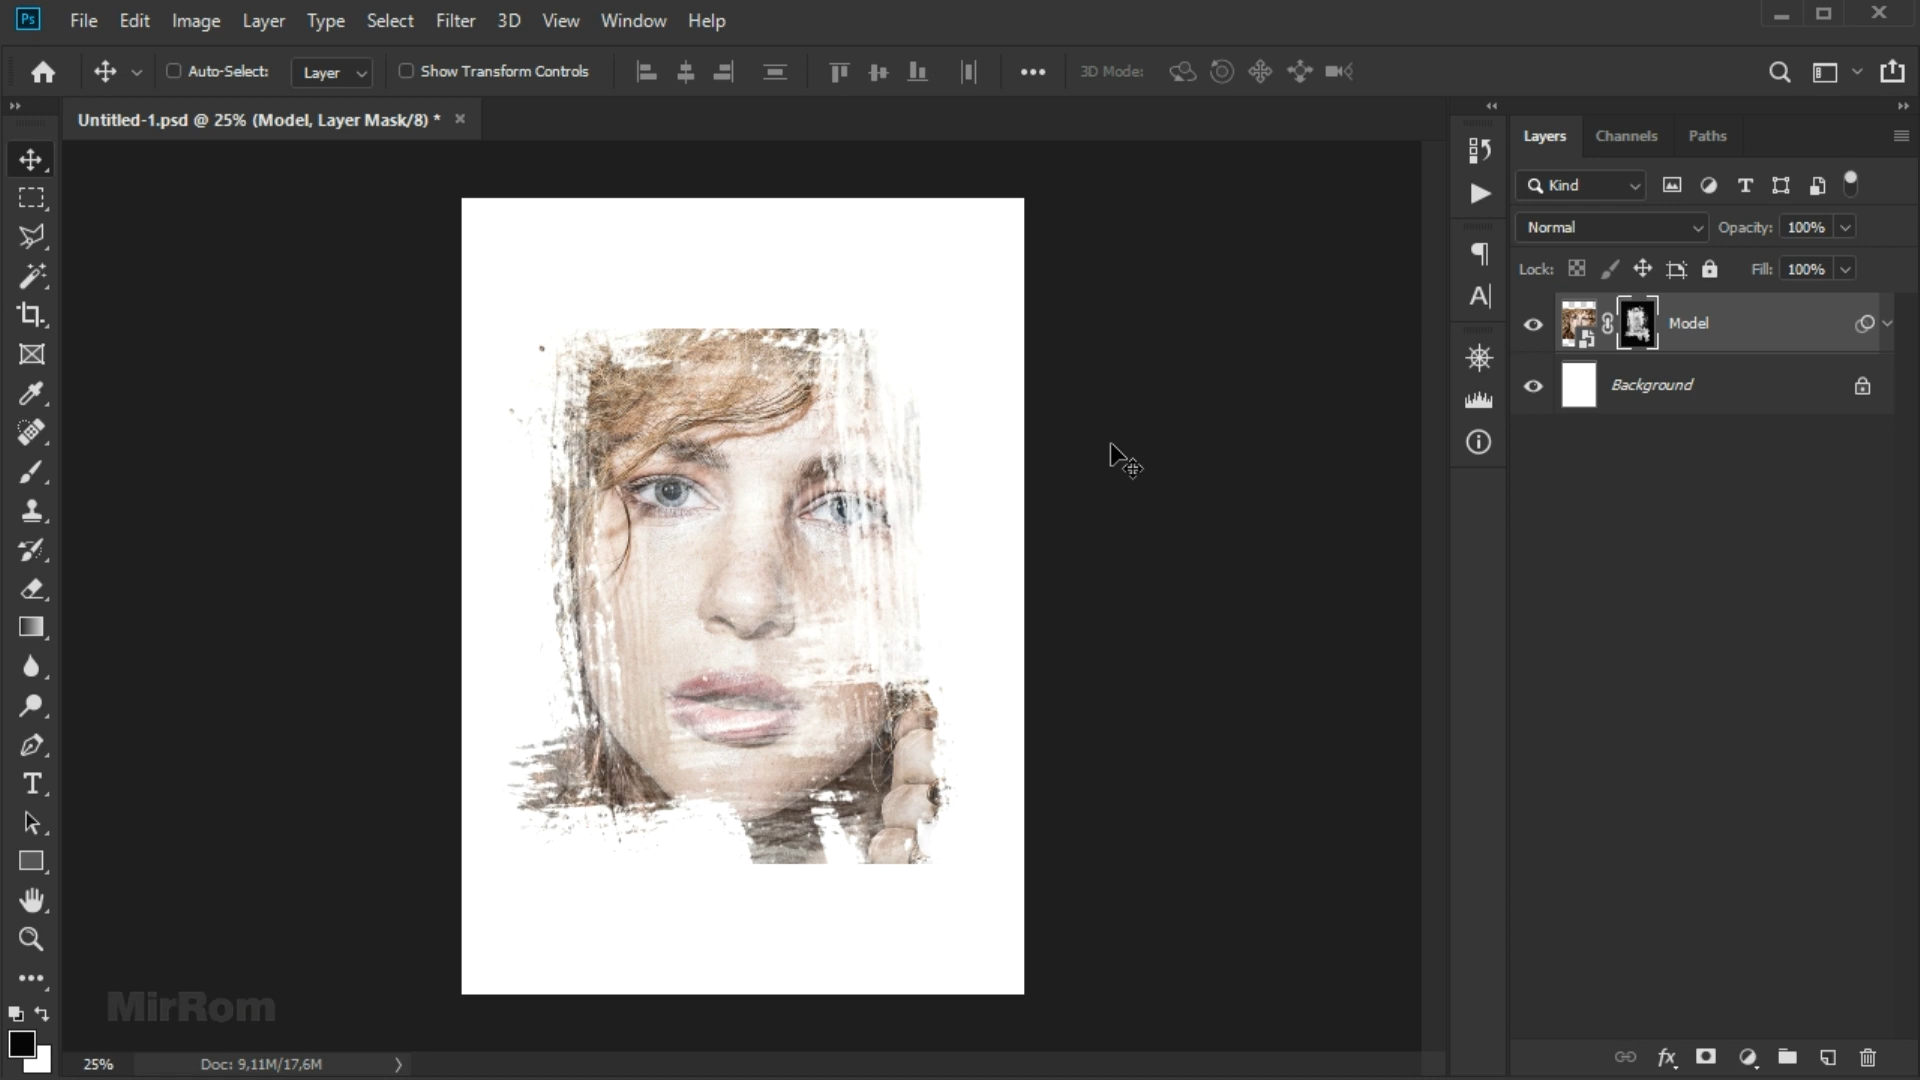 Ps File Edit Image Layer Type Select Filter 3D View Window Help
Auto-Select: Layer Show Transform Controls 3D Mode:
Untitled-1.psd @ 25% (Model, Layer Mask/8) *
Layers Channels Paths
Kind
Normal Opacity: 100%
Lock: Fill: 100%
Model
Background
MirRom
25% Doc: 9,11M/17,6M